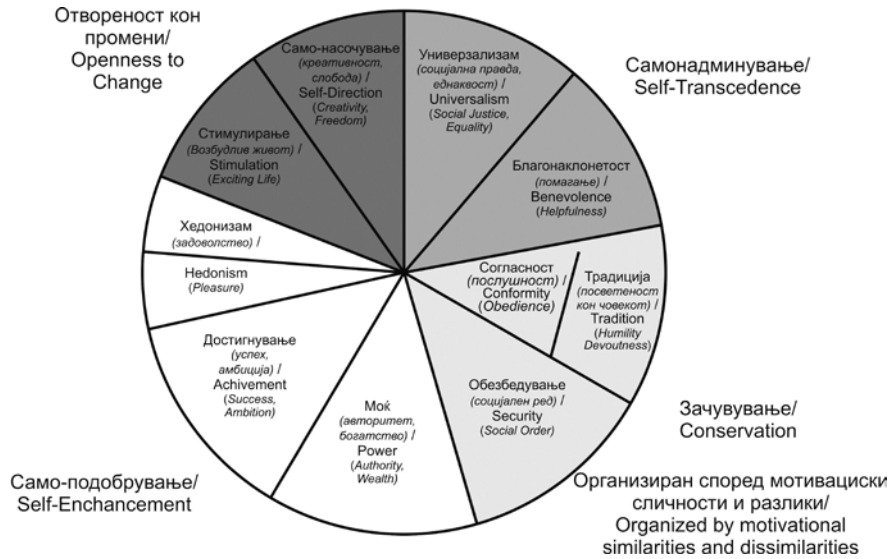 Отвореност кон
промени/
Openness to
Change
Само-насочување
(креативност,
слобода) /
Self-Direction
(Creativity,
Freedom)
Универзализам
(социјална правда,
еднаквост) /
Universalism
(Social Justice,
Equality)
Самонадминување/
Self-Transcedence
Стимулирање
(Возбудлив живот) /
Stimulation
(Exciting Life)
Благонаклонетост
(помагање) /
Benevolence
(Helpfulness)
Хедонизам
(задоволство) /
Hedonism
(Pleasure)
Согласност
(послушност) /
Conformity
(Obedience)
Традиција
(посветеност
кон човекот) /
Tradition
(Humility
Devoutness)
Достигнување
(успех,
амбиција) /
Achivement
(Success,
Ambition)
Моќ
(авторитет,
богатство) /
Power
(Authority,
Wealth)
Обезбедување
(социјален ред) /
Security
(Social Order)
Зачувување/
Conservation
Само-подобрување/
Self-Enchancement
Организиран според мотивациски
сличности и разлики/
Organized by motivational
similarities and dissimilarities